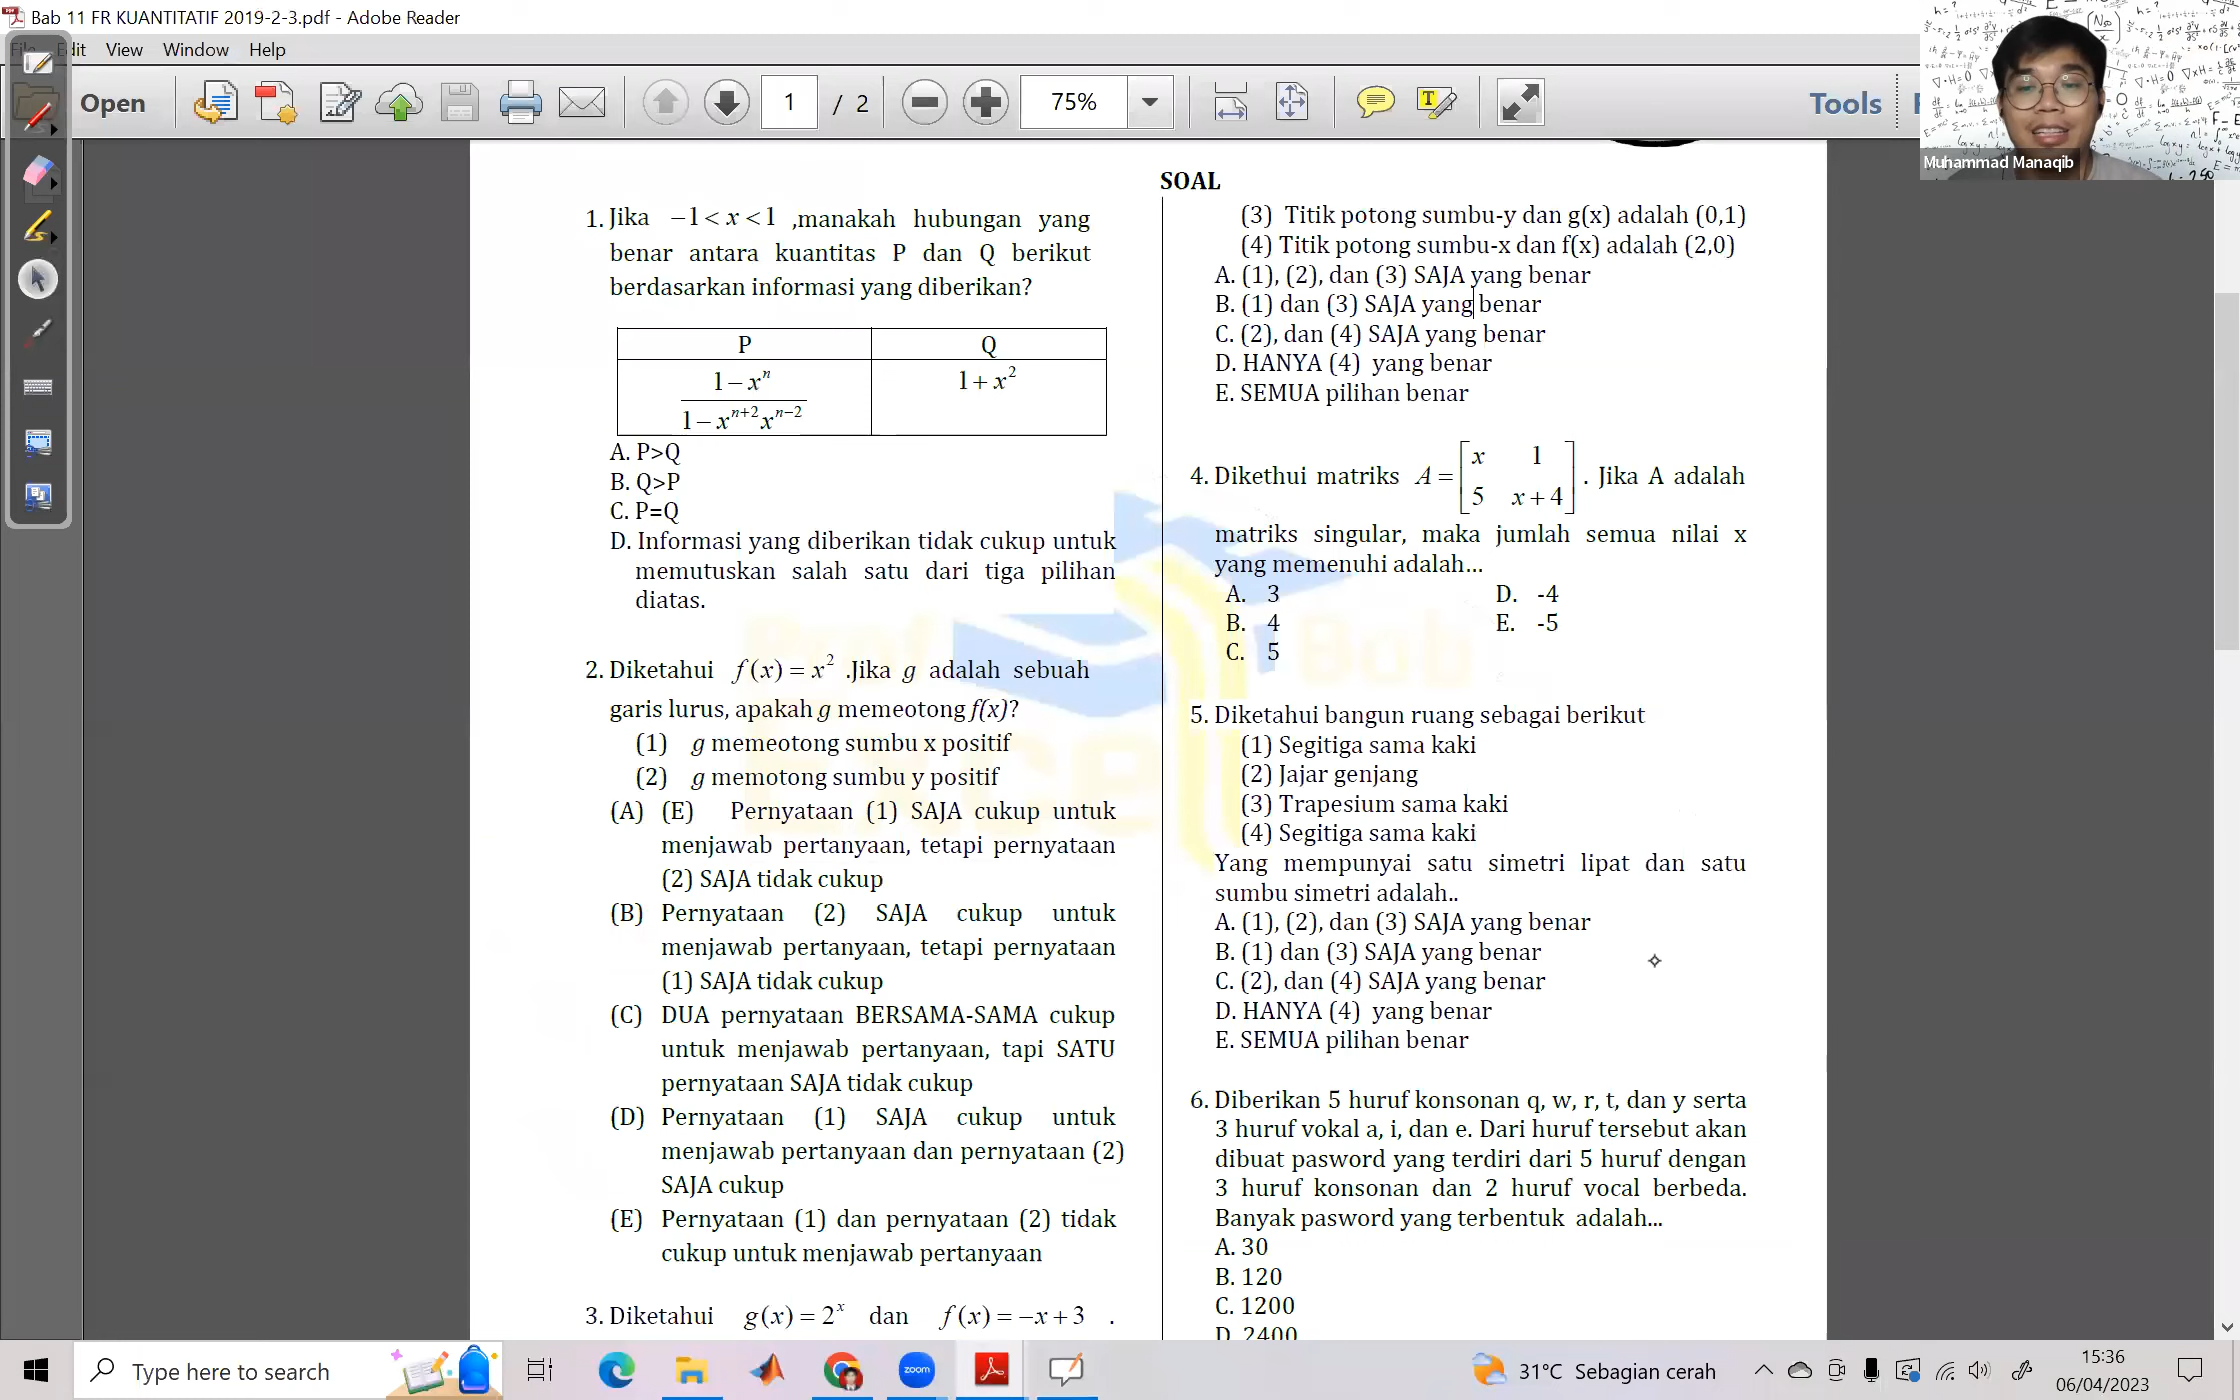 Bab 11 FR KUANTITATIF 2019-2-3.pdf - Adobe Reader
Edit View Window Help
Open 1 / 2 75% Tools
Muhammad Manaqib
SOAL
1. Jika −1 < x < 1 ,manakah hubungan yang
benar antara kuantitas P dan Q berikut
berdasarkan informasi yang diberikan?
P Q
1 − xⁿ 1 + x²
1 − xⁿ⁺²xⁿ⁻²
A. P>Q
B. Q>P
C. P=Q
D. Informasi yang diberikan tidak cukup untuk
memutuskan salah satu dari tiga pilihan
diatas.
2. Diketahui f(x) = x² .Jika g adalah sebuah
garis lurus, apakah g memeotong f(x)?
(1) g memeotong sumbu x positif
(2) g memotong sumbu y positif
(A) (E) Pernyataan (1) SAJA cukup untuk
menjawab pertanyaan, tetapi pernyataan
(2) SAJA tidak cukup
(B) Pernyataan (2) SAJA cukup untuk
menjawab pertanyaan, tetapi pernyataan
(1) SAJA tidak cukup
(C) DUA pernyataan BERSAMA-SAMA cukup
untuk menjawab pertanyaan, tapi SATU
pernyataan SAJA tidak cukup
(D) Pernyataan (1) SAJA cukup untuk
menjawab pertanyaan dan pernyataan (2)
SAJA cukup
(E) Pernyataan (1) dan pernyataan (2) tidak
cukup untuk menjawab pertanyaan
3. Diketahui g(x) = 2ˣ dan f(x) = −x + 3 .
(3) Titik potong sumbu-y dan g(x) adalah (0,1)
(4) Titik potong sumbu-x dan f(x) adalah (2,0)
A. (1), (2), dan (3) SAJA yang benar
B. (1) dan (3) SAJA yang benar
C. (2), dan (4) SAJA yang benar
D. HANYA (4) yang benar
E. SEMUA pilihan benar
4. Dikethui matriks A = [x 1
5 x + 4] . Jika A adalah
matriks singular, maka jumlah semua nilai x
yang memenuhi adalah...
A. 3 D. -4
B. 4 E. -5
C. 5
5. Diketahui bangun ruang sebagai berikut
(1) Segitiga sama kaki
(2) Jajar genjang
(3) Trapesium sama kaki
(4) Segitiga sama kaki
Yang mempunyai satu simetri lipat dan satu
sumbu simetri adalah..
A. (1), (2), dan (3) SAJA yang benar
B. (1) dan (3) SAJA yang benar
C. (2), dan (4) SAJA yang benar
D. HANYA (4) yang benar
E. SEMUA pilihan benar
6. Diberikan 5 huruf konsonan q, w, r, t, dan y serta
3 huruf vokal a, i, dan e. Dari huruf tersebut akan
dibuat pasword yang terdiri dari 5 huruf dengan
3 huruf konsonan dan 2 huruf vocal berbeda.
Banyak pasword yang terbentuk adalah...
A. 30
B. 120
C. 1200
D. 2400
Prof Bob
Excel
Type here to search
zoom
31°C Sebagian cerah
15:36
06/04/2023